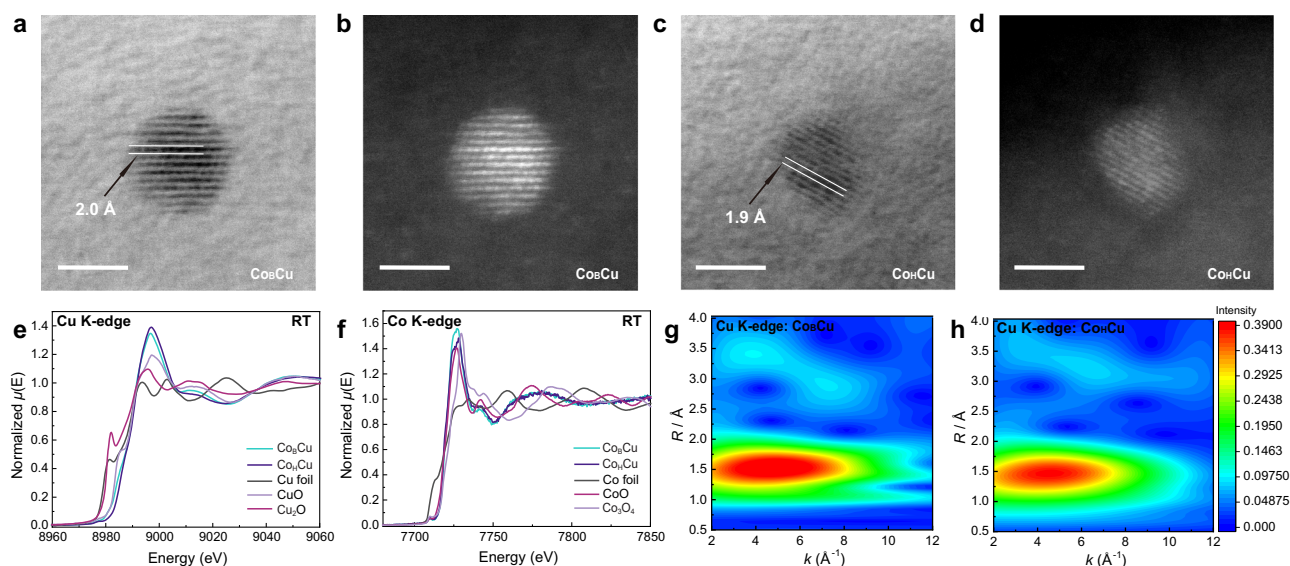 a
b
c
d
2.0 Å
1.9 Å
CoBCu
CoBCu
CoHCu
CoHCu
e
Cu K-edge
RT
Normalized μ(E)
1.4
1.2
1.0
0.8
0.6
0.4
0.2
0.0
CoBCu
CoHCu
Cu foil
CuO
Cu2O
8960 9000 9020 9040 9060
Energy (eV)
f
Co K-edge
RT
Normalized μ(E)
1.6
1.4
1.2
1.0
0.8
0.6
0.4
0.2
0.0
CoBCu
CoHCu
Co foil
CoO
Co3O4
7700 7750 7800 7850
Energy (eV)
g
Cu K-edge: CoBCu
R / Å
4.0
3.5
3.0
2.5
2.0
1.5
1.0
0.5
2 4 6 8 10 12
k (Å-1)
h
Cu K-edge: CoHCu
R / Å
4.0
3.5
3.0
2.5
2.0
1.5
1.0
0.5
2 4 6 8 10 12
k (Å-1)
Intensity
0.3900
0.3413
0.2925
0.2438
0.1950
0.1463
0.09750
0.04875
0.000